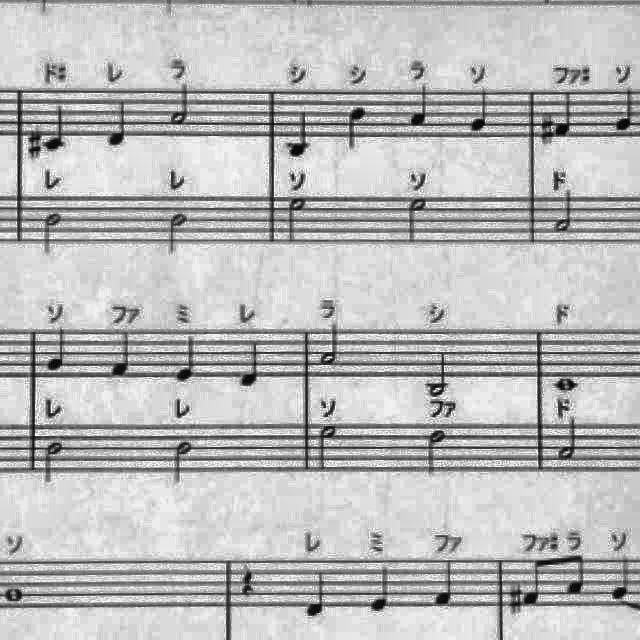 ド# レ ラ シ シ ラ ソ ファ# ソ
レ レ ソ ソ ド
ソ ファ ミ レ ラ シ ド
レ レ ソ ファ ド
ソ レ ミ ファ ファ# ラ ソ